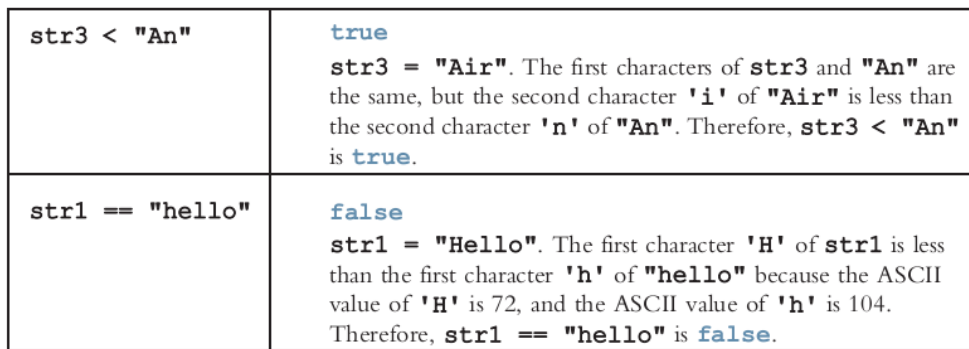 str3 < "An"
true
str3 = "Air". The first characters of str3 and "An" are
the same, but the second character 'i' of "Air" is less than
the second character 'n' of "An". Therefore, str3 < "An"
is true.
str1 == "hello"
false
str1 = "Hello". The first character 'H' of str1 is less
than the first character 'h' of "hello" because the ASCII
value of 'H' is 72, and the ASCII value of 'h' is 104.
Therefore, str1 == "hello" is false.